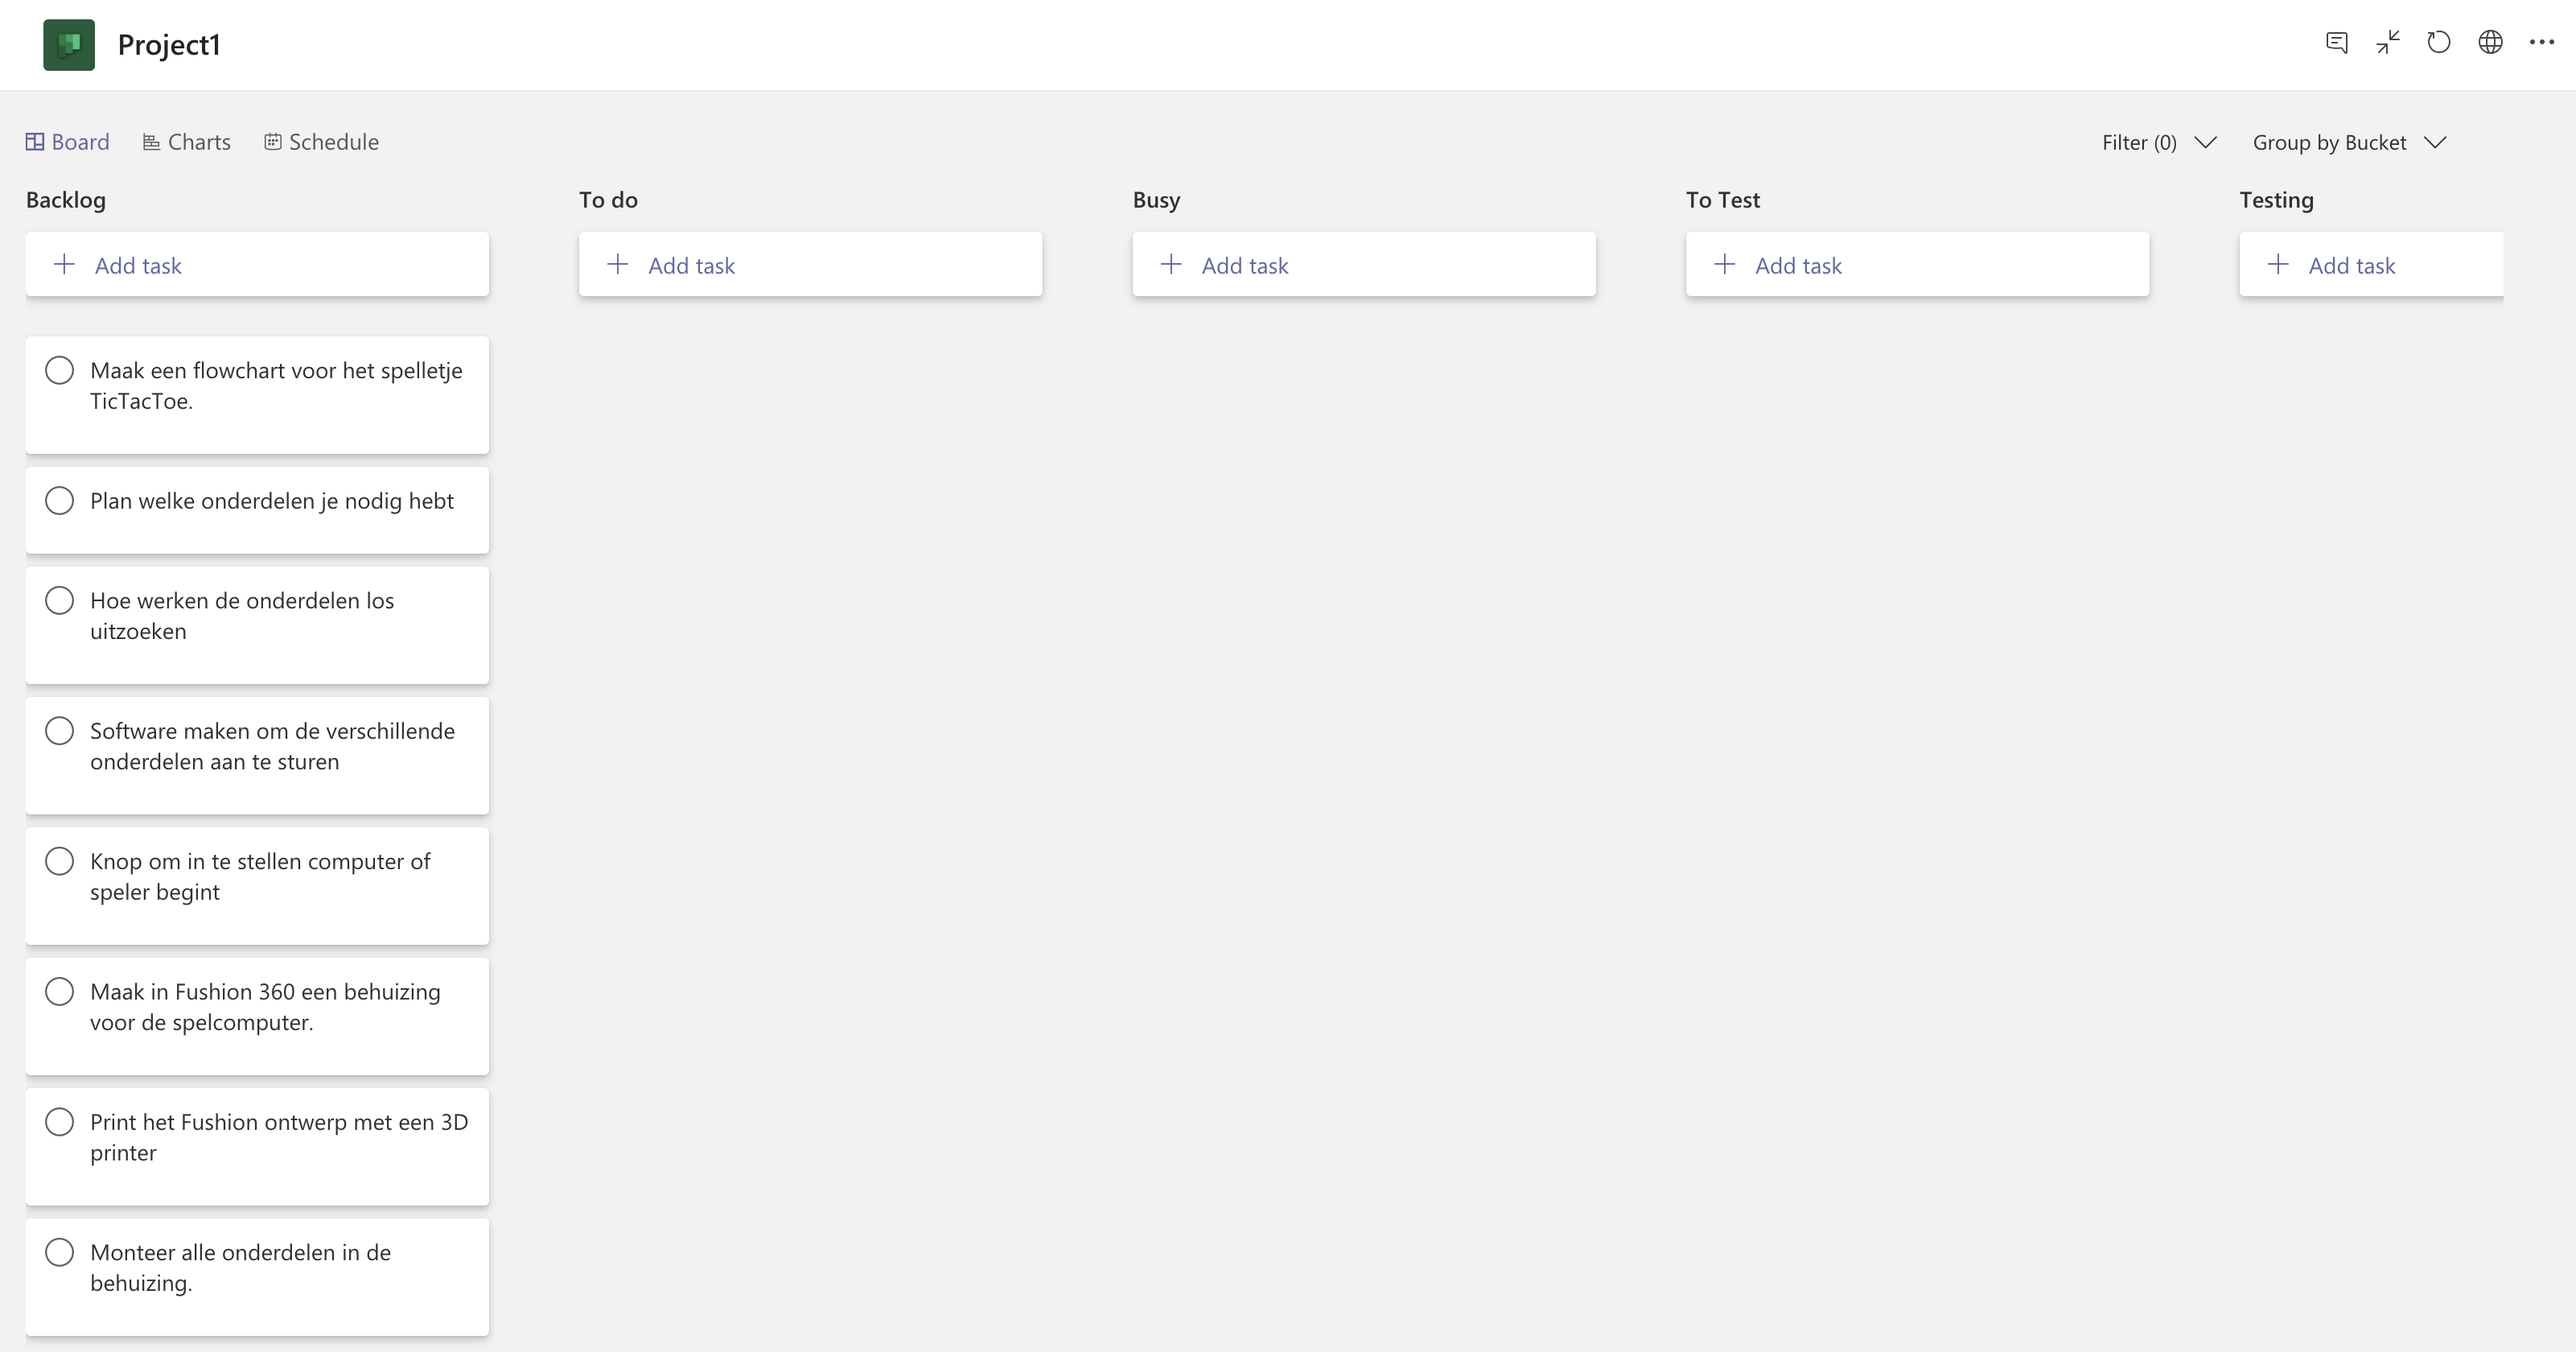 Project1
Board
Charts
Schedule
Filter (0)
Group by Bucket
Backlog
To do
Busy
To Test
Testing
Add task
Add task
Add task
Add task
Add task
Maak een flowchart voor het spelletje
TicTacToe.
Plan welke onderdelen je nodig hebt
Hoe werken de onderdelen los
uitzoeken
Software maken om de verschillende
onderdelen aan te sturen
Knop om in te stellen computer of
speler begint
Maak in Fushion 360 een behuizing
voor de spelcomputer.
Print het Fushion ontwerp met een 3D
printer
Monteer alle onderdelen in de
behuizing.